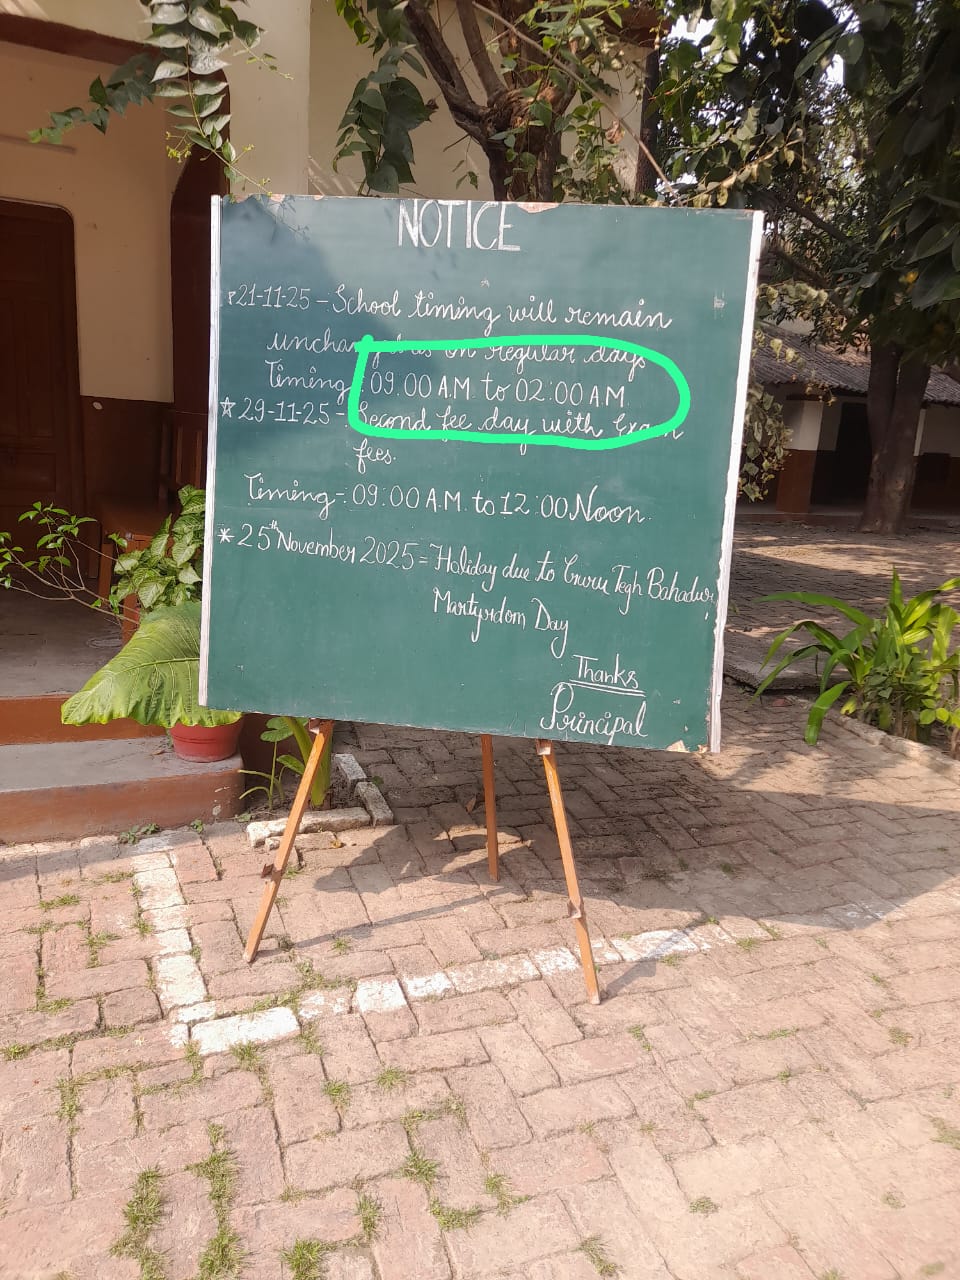 NOTICE
*21-11-25 - School timing will remain
unchanged as on regular days
Timing : 09.00 A.M. to 02:00 A.M.
* 29-11-25 - Second fee day with Exam
fees.
Timing -: 09:00 A.M. to 12:00 Noon.
* 25th November 2025 = Holiday due to Guru Tegh Bahadur,
Martyrdom Day
Thanks
Principal